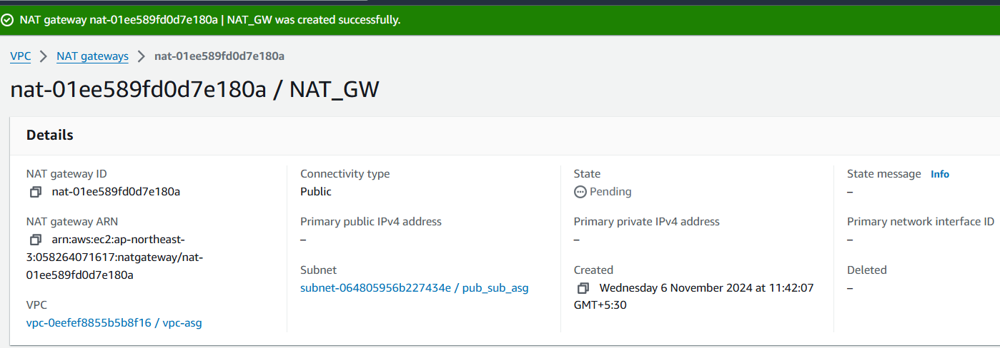 NAT gateway nat-01ee589fd0d7e180a | NAT_GW was created successfully.
VPC > NAT gateways > nat-01ee589fd0d7e180a
nat-01ee589fd0d7e180a / NAT_GW
Details
NAT gateway ID
nat-01ee589fd0d7e180a
NAT gateway ARN
arn:aws:ec2:ap-northeast-
3:058264071617:natgateway/nat-
01ee589fd0d7e180a
VPC
vpc-0eefef8855b5b8f16 / vpc-asg
Connectivity type
Public
Primary public IPv4 address
–
Subnet
subnet-064805956b227434e / pub_sub_asg
State
Pending
Primary private IPv4 address
–
Created
Wednesday 6 November 2024 at 11:42:07
GMT+5:30
State message Info
–
Primary network interface ID
–
Deleted
–